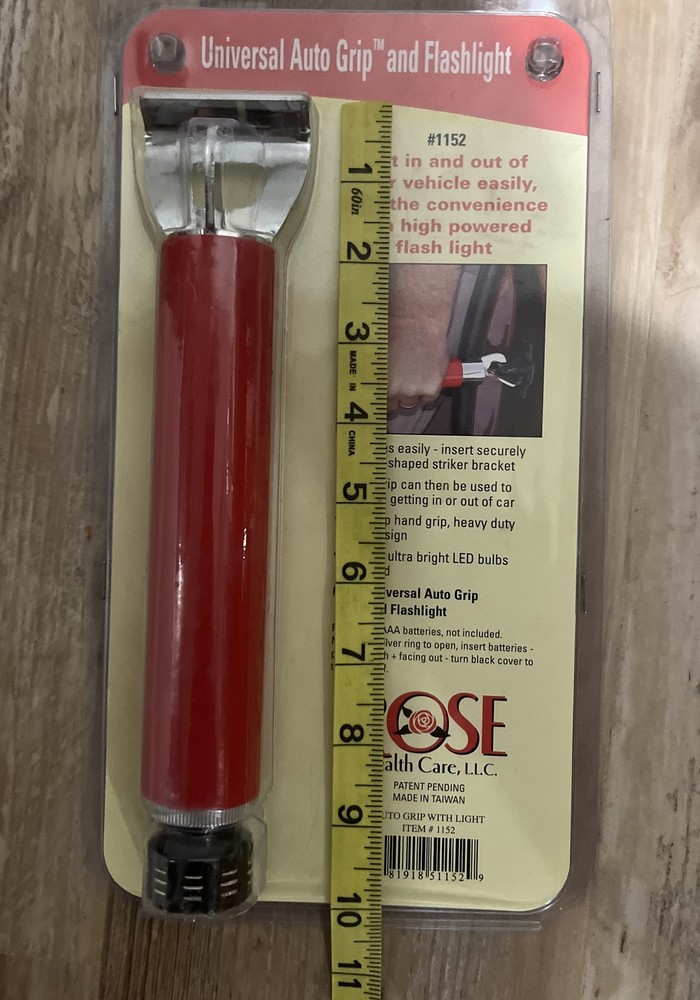 Universal Auto Grip™ and Flashlight
#1152
t in and out of
r vehicle easily,
the convenience
high powered
flash light
1
60in
2
3
MADE IN
4
CHINA
5
6
7
8
9
10
11
s easily - insert securely
shaped striker bracket
ip can then be used to
getting in or out of car
p hand grip, heavy duty
sign
ultra bright LED bulbs
d
versal Auto Grip
Flashlight
AAA batteries, not included.
lver ring to open, insert batteries -
h + facing out - turn black cover to
OSE
alth Care, L.L.C.
PATENT PENDING
MADE IN TAIWAN
UTO GRIP WITH LIGHT
ITEM # 1152
81918 51152 9